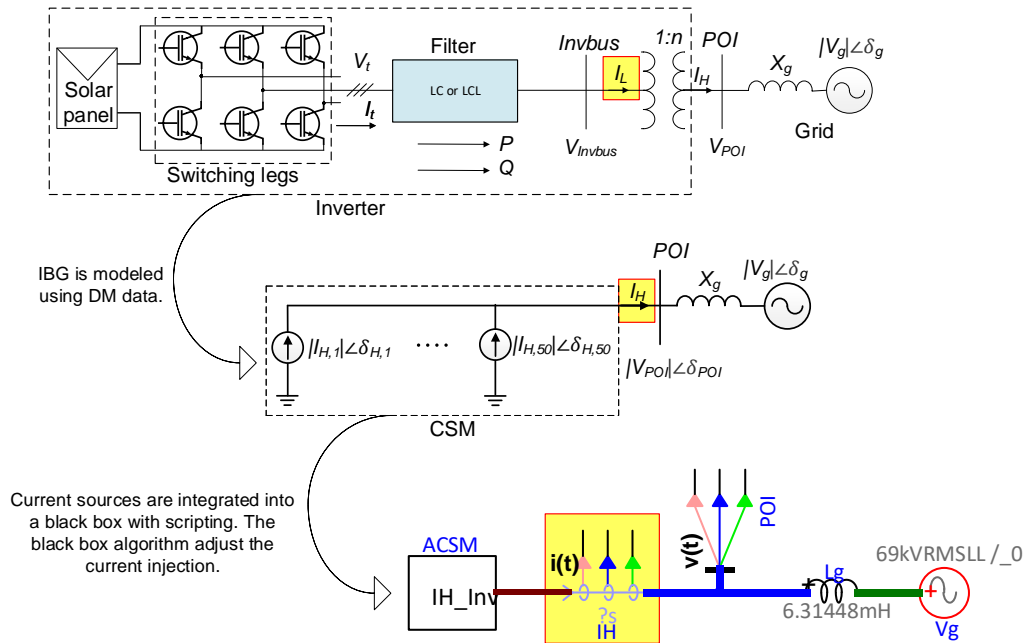 Solar
panel
V_t
I_t
Switching legs
Filter
LC or LCL
P
Q
Inverter
Invbus
I_L
V_Invbus
1:n
I_H
POI
V_POI
X_g
|V_g|∠δ_g
Grid
IBG is modeled
using DM data.
|I_H,1|∠δ_H,1
....
|I_H,50|∠δ_H,50
I_H
POI
X_g
|V_g|∠δ_g
|V_POI|∠δ_POI
CSM
Current sources are integrated into
a black box with scripting. The
black box algorithm adjust the
current injection.
ACSM
IH_Inv
i(t)
?s
IH
v(t)
POI
+
Lg
6.31448mH
69kVRMSLL /_0
+
Vg